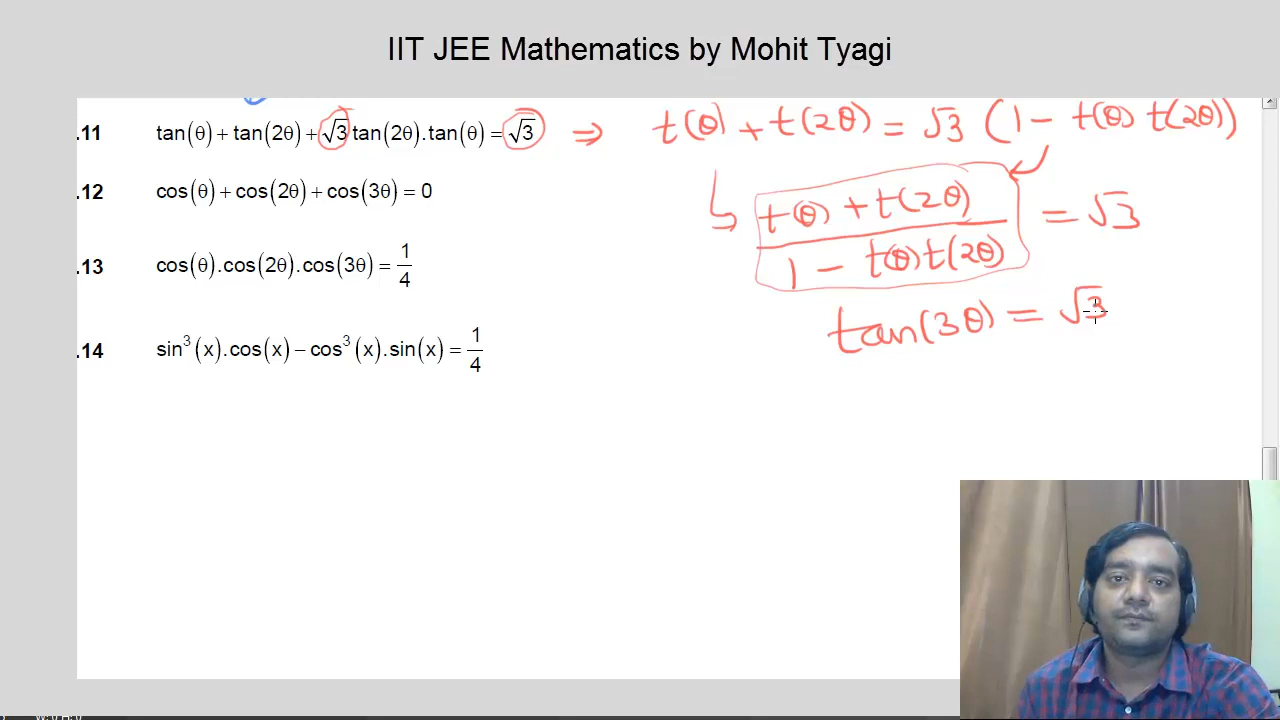 IIT JEE Mathematics by Mohit Tyagi
.11 tan(θ) + tan(2θ) + √3 tan(2θ).tan(θ) = √3 ⇒ t(θ) + t(2θ) = √3 (1 − t(θ) t(2θ))
.12 cos(θ) + cos(2θ) + cos(3θ) = 0
t(θ) + t(2θ) / 1 − t(θ) t(2θ) = √3
.13 cos(θ).cos(2θ).cos(3θ) = 1/4
tan(3θ) = √3
.14 sin³(x).cos(x) − cos³(x).sin(x) = 1/4